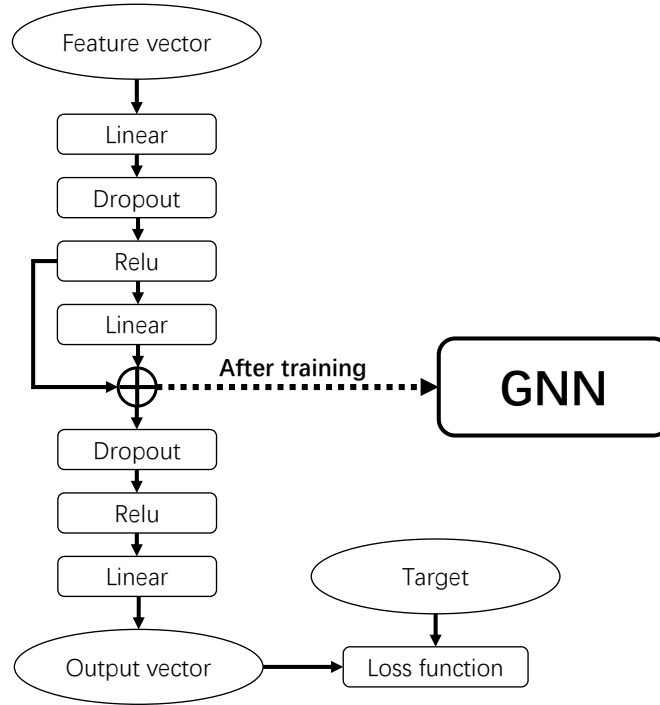 Feature vector
Linear
Dropout
Relu
Linear
After training
GNN
Dropout
Relu
Linear
Target
Output vector
Loss function